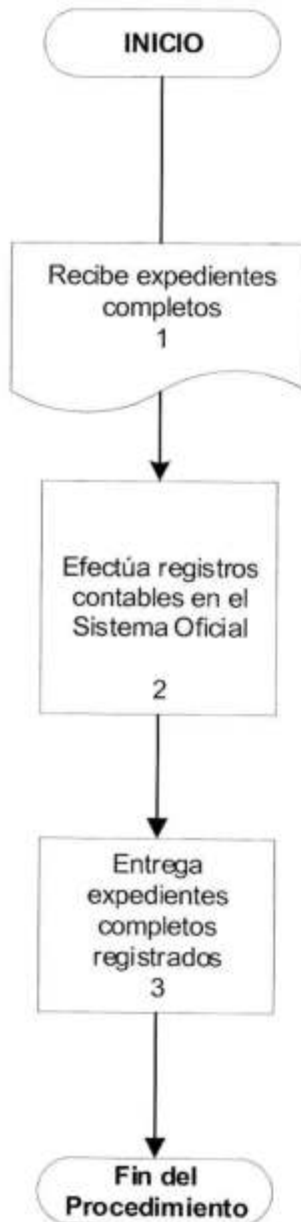 INICIO
Recibe expedientes
completos
1
Efectúa registros
contables en el
Sistema Oficial
2
Entrega
expedientes
completos
registrados
3
Fin del
Procedimiento